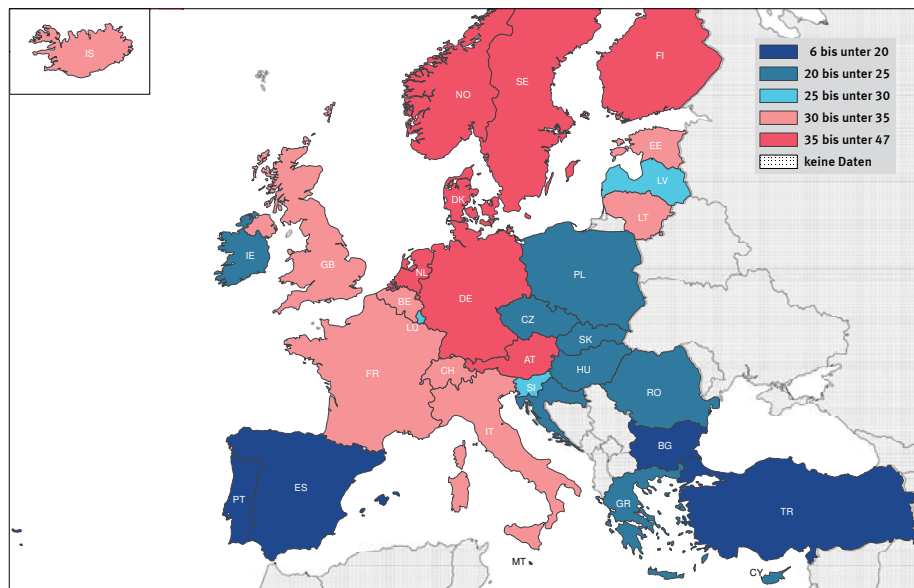 IS
NO
SE
FI
6 bis unter 20
20 bis unter 25
25 bis unter 30
30 bis unter 35
35 bis unter 47
keine Daten
EE
LV
LT
DK
IE
GB
NL
BE
LU
DE
PL
CZ
SK
AT
HU
FR
CH
SI
RO
IT
BG
PT
ES
GR
TR
MT
CY